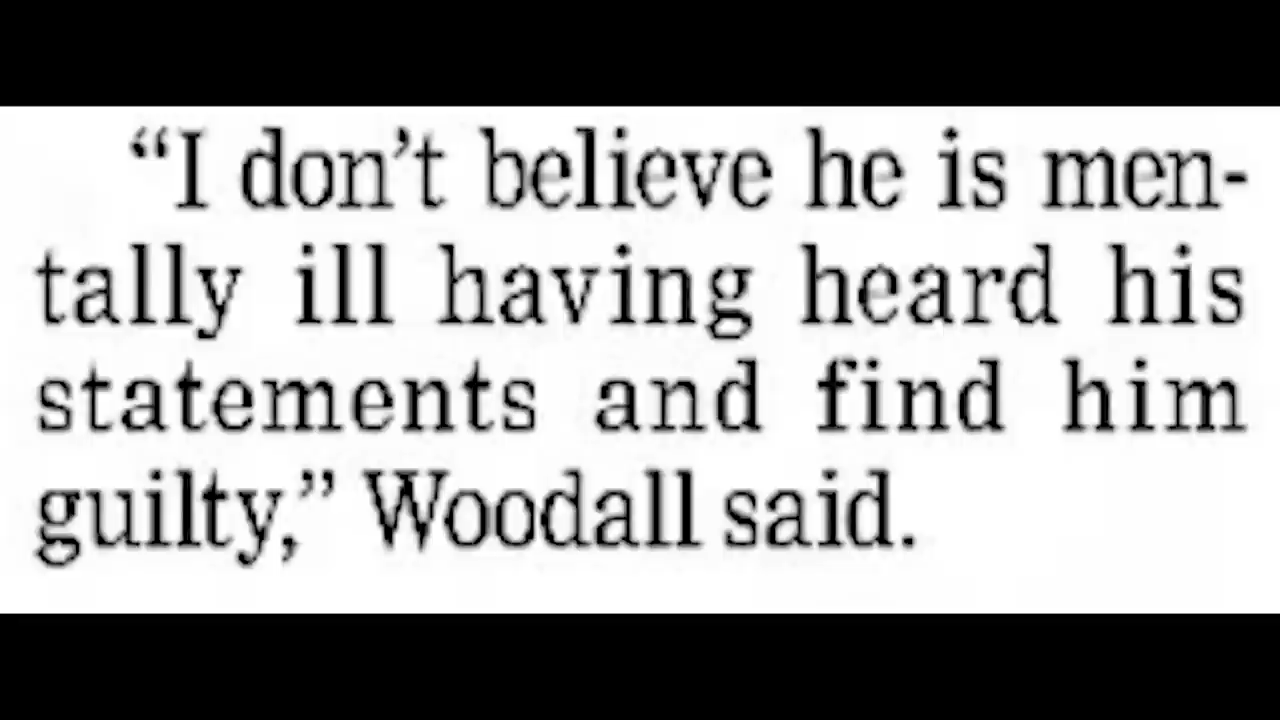 “I don’t believe he is men-
tally ill having heard his
statements and find him
guilty,” Woodall said.